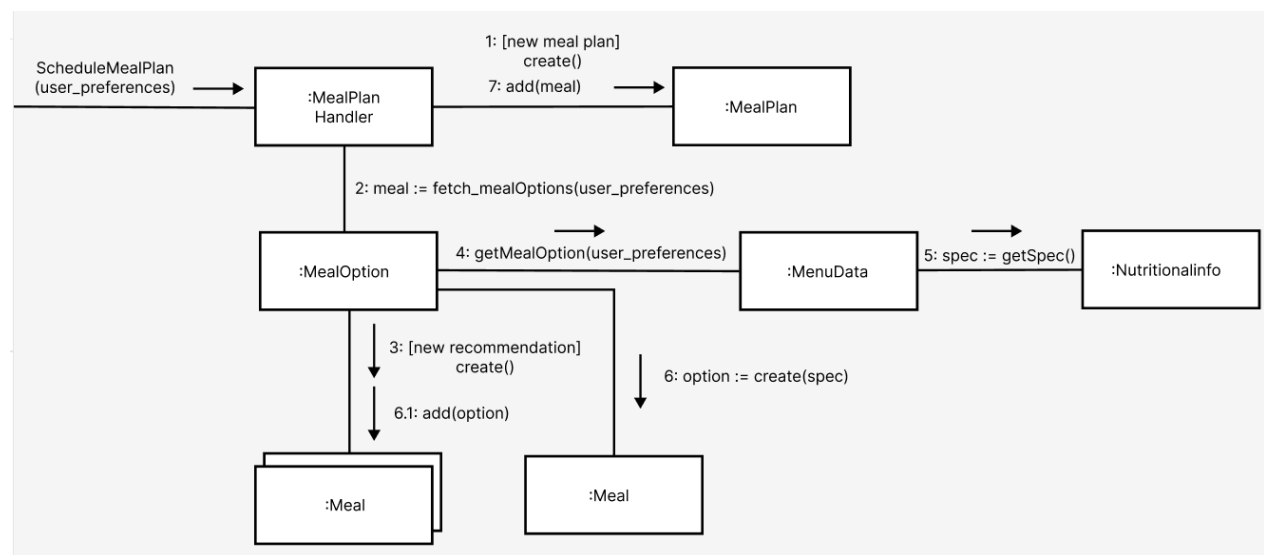 1: [new meal plan]
create()
ScheduleMealPlan
(user_preferences)
7: add(meal)
:MealPlan
Handler
:MealPlan
2: meal := fetch_mealOptions(user_preferences)
:MealOption
4: getMealOption(user_preferences)
:MenuData
5: spec := getSpec()
:Nutritionalinfo
3: [new recommendation]
create()
6: option := create(spec)
6.1: add(option)
:Meal
:Meal